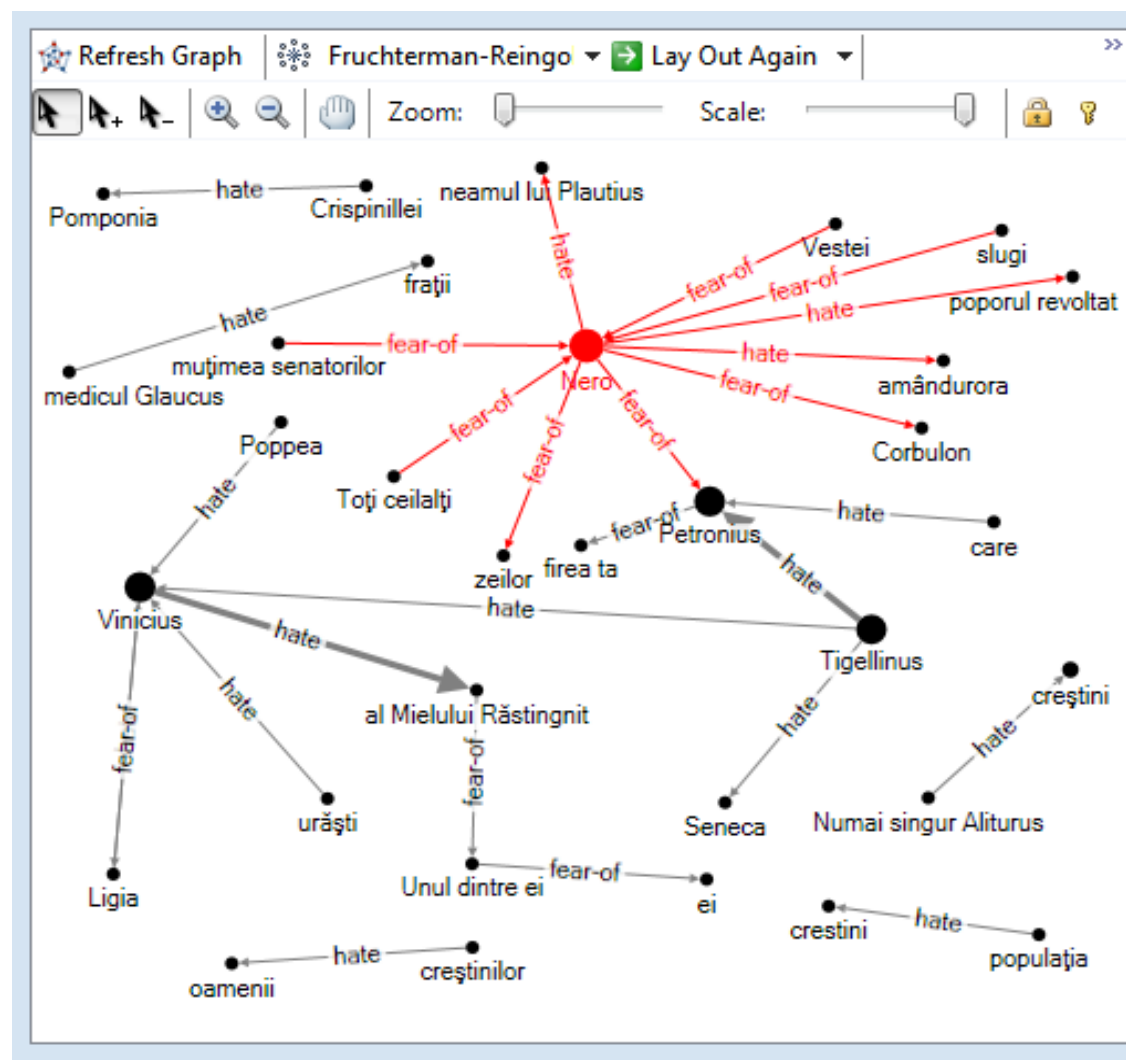 Refresh Graph Fruchterman-Reingo Lay Out Again »
Zoom: Scale:
hate
neamul lui Plautius
Pomponia
Crispinillei
Vestei
slugi
hate
fear-of
fear-of
fraţii
hate
poporul revoltat
hate
fear-of
hate
muţimea senatorilor
Nero
amândurora
medicul Glaucus
fear-of
fear-of
fear-of
Poppea
fear-of
Corbulon
Toţi ceilalţi
hate
fear-of
hate
Petronius
care
zeilor
firea ta
hate
hate
Vinicius
hate
Tigellinus
creştini
al Mielului Răstingnit
hate
fear-of
hate
hate
fear-of
urăşti
Seneca
Numai singur Aliturus
fear-of
Ligia
Unul dintre ei
ei
hate
crestini
hate
creştinilor
populaţia
oamenii